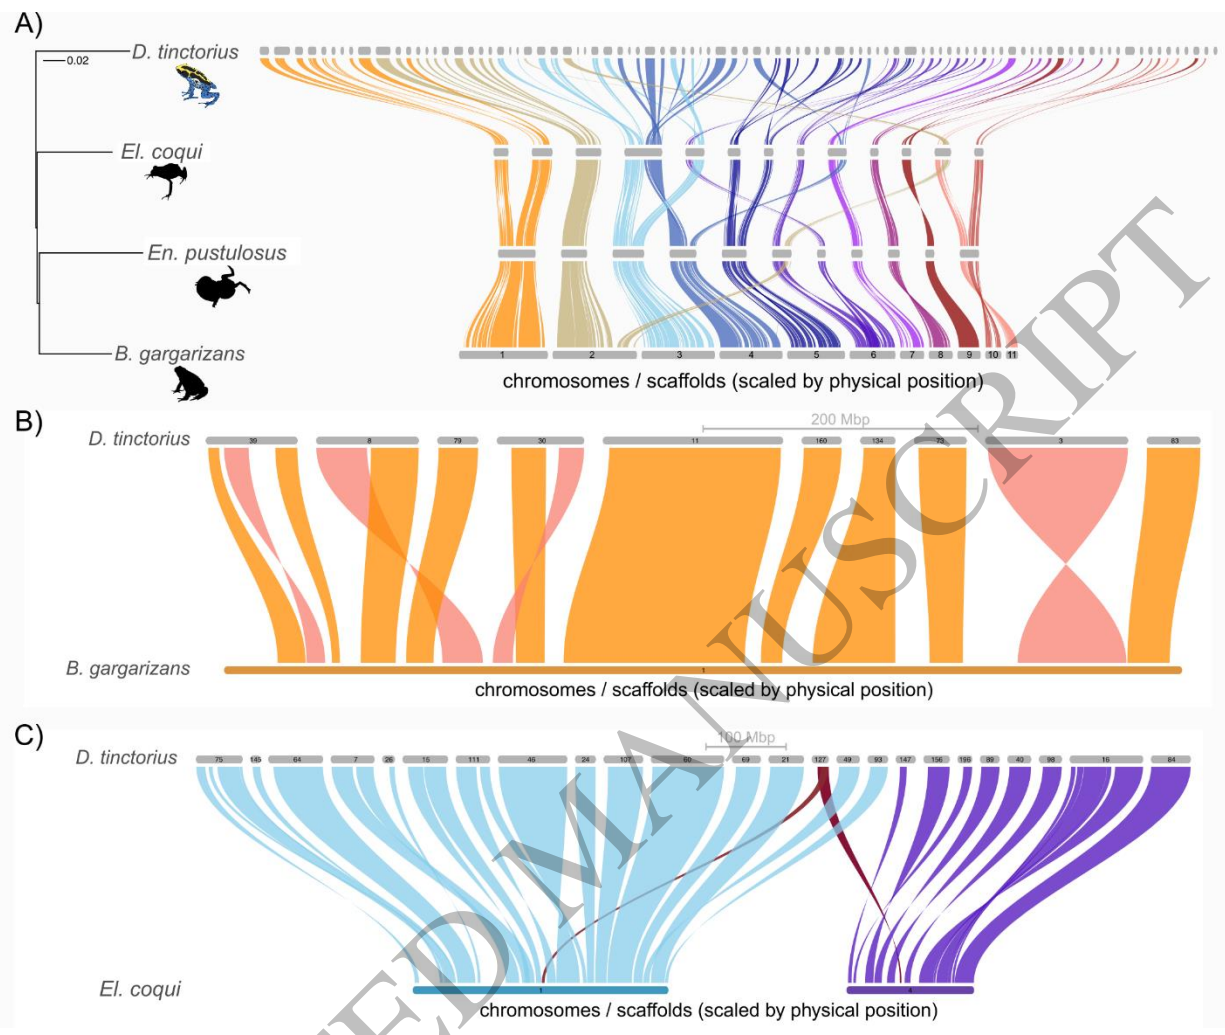 A)
D. tinctorius
0.02
El. coqui
En. pustulosus
B. gargarizans
1 2 3 4 5 6 7 8 9 10 11
chromosomes / scaffolds (scaled by physical position)
B)
200 Mbp
D. tinctorius
39 8 79 30 11 160 134 73 3 83
B. gargarizans
1
chromosomes / scaffolds (scaled by physical position)
C)
100 Mbp
D. tinctorius
75 145 64 7 26 15 111 46 24 107 60 69 21 127 49 93 147 156 196 89 40 98 16 84
El. coqui
1 4
chromosomes / scaffolds (scaled by physical position)
ED MANUSCRIPT